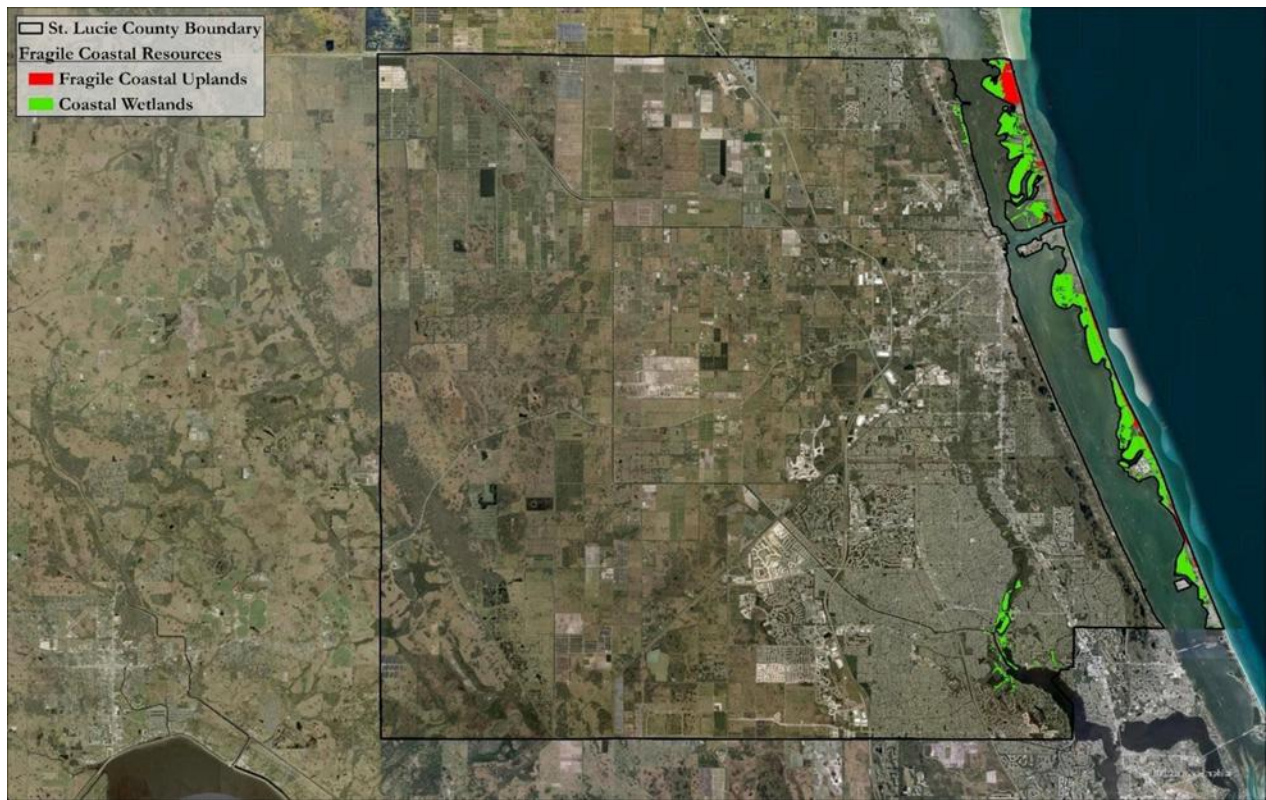 St. Lucie County Boundary
Fragile Coastal Resources
Fragile Coastal Uplands
Coastal Wetlands